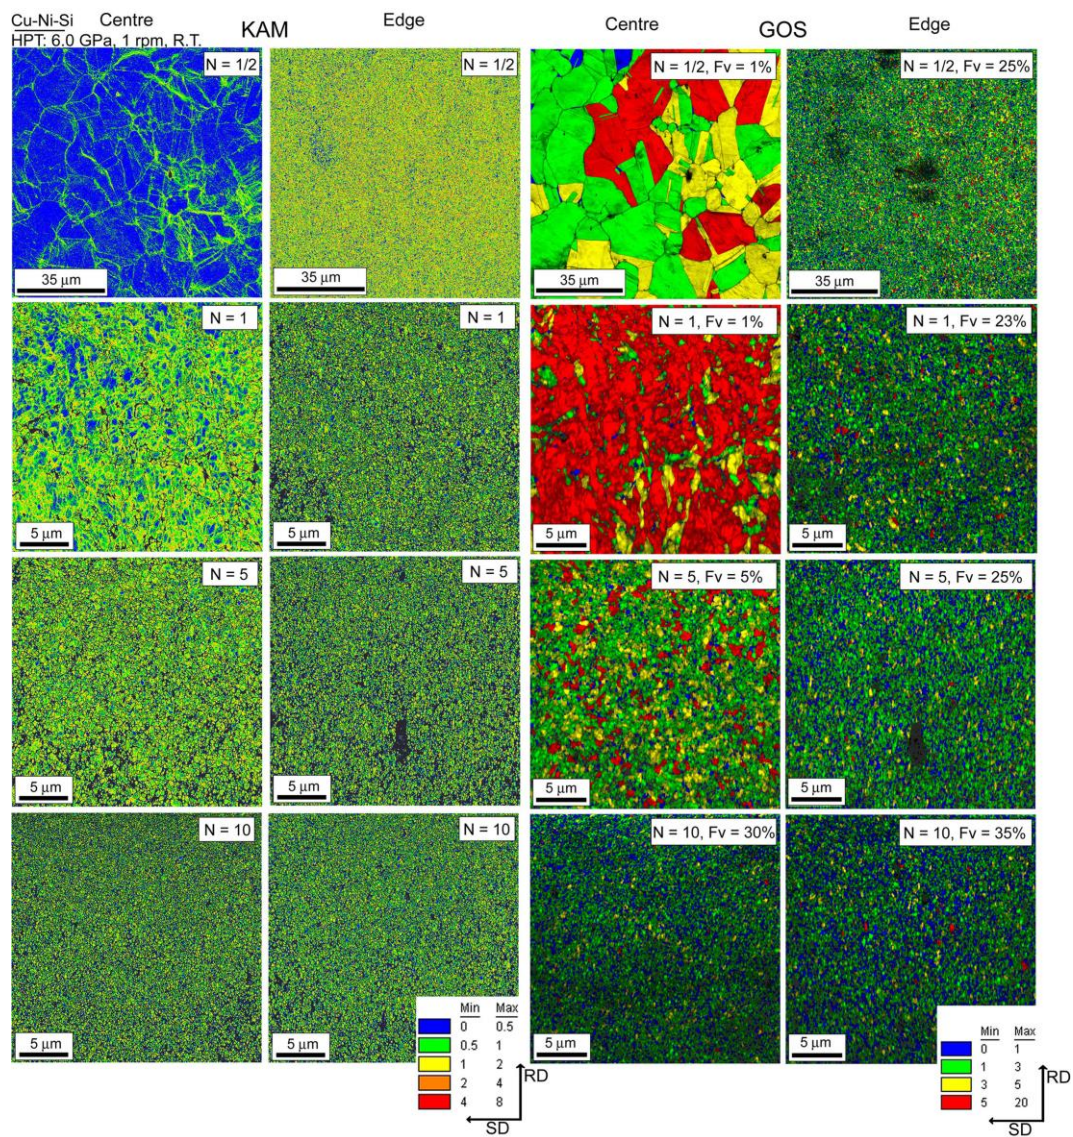 Cu-Ni-Si Centre KAM Edge Centre GOS Edge
HPT: 6.0 GPa, 1 rpm, R.T.
N = 1/2
N = 1/2
N = 1/2, Fv = 1%
N = 1/2, Fv = 25%
35 μm
35 μm
35 μm
35 μm
N = 1
N = 1
N = 1, Fv = 1%
N = 1, Fv = 23%
5 μm
5 μm
5 μm
5 μm
N = 5
N = 5
N = 5, Fv = 5%
N = 5, Fv = 25%
5 μm
5 μm
5 μm
5 μm
N = 10
N = 10
N = 10, Fv = 30%
N = 10, Fv = 35%
5 μm
5 μm
5 μm
5 μm
Min Max
0 0.5
0.5 1
1 2
2 4
4 8
RD
SD
Min Max
0 1
1 3
3 5
5 20
RD
SD